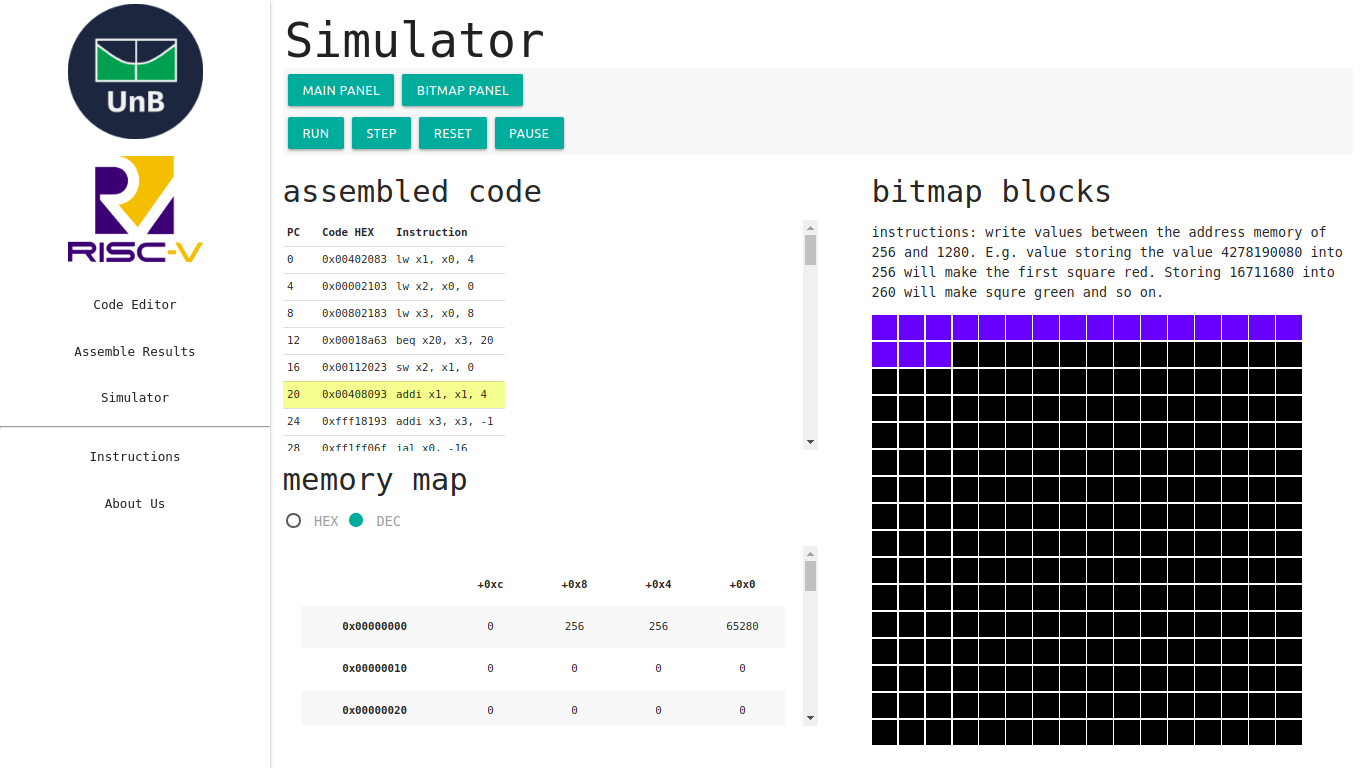 UnB
RISC-V
Code Editor
Assemble Results
Simulator
Instructions
About Us
Simulator
MAIN PANEL BITMAP PANEL
RUN STEP RESET PAUSE
assembled code
PC Code HEX Instruction
0 0x00402083 lw x1, x0, 4
4 0x00002103 lw x2, x0, 0
8 0x00802183 lw x3, x0, 8
12 0x00018a63 beq x20, x3, 20
16 0x00112023 sw x2, x1, 0
20 0x00408093 addi x1, x1, 4
24 0xfff18193 addi x3, x3, -1
28 0xff1ff06f jal x0, -16
memory map
HEX DEC
+0xc +0x8 +0x4 +0x0
0x00000000 0 256 256 65280
0x00000010 0 0 0 0
0x00000020 0 0 0 0
bitmap blocks
instructions: write values between the address memory of
256 and 1280. E.g. value storing the value 4278190080 into
256 will make the first square red. Storing 16711680 into
260 will make squre green and so on.